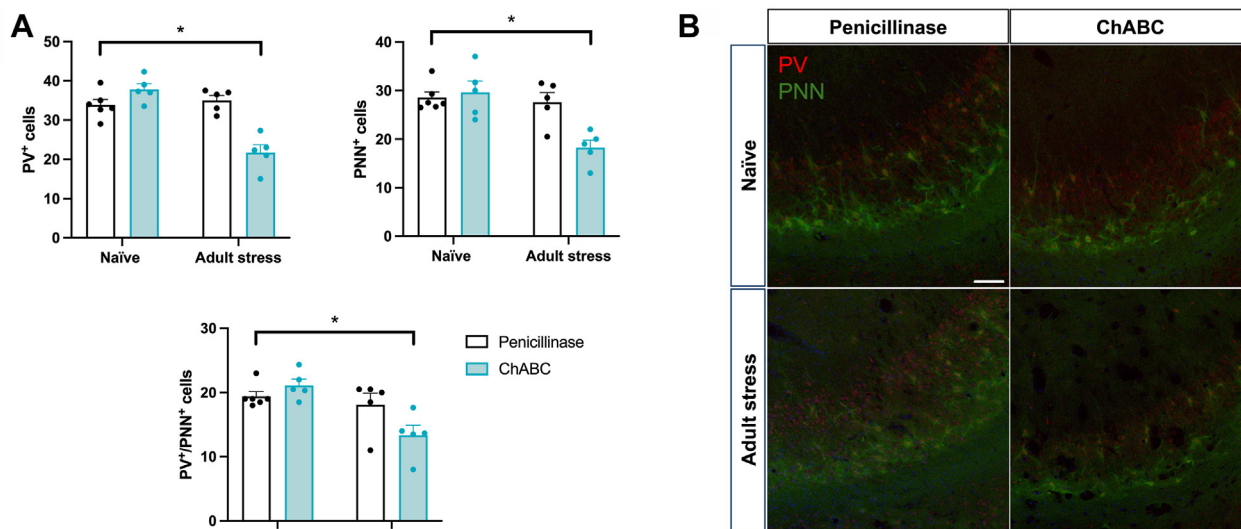 A
*
50
40
30
20
10
0
PV⁺ cells
Naïve
Adult stress
*
40
30
20
10
0
PNN⁺ cells
Naïve
Adult stress
*
30
20
10
0
PV⁺/PNN⁺ cells
Penicillinase
ChABC
B
Penicillinase
ChABC
PV
PNN
Naïve
Adult stress